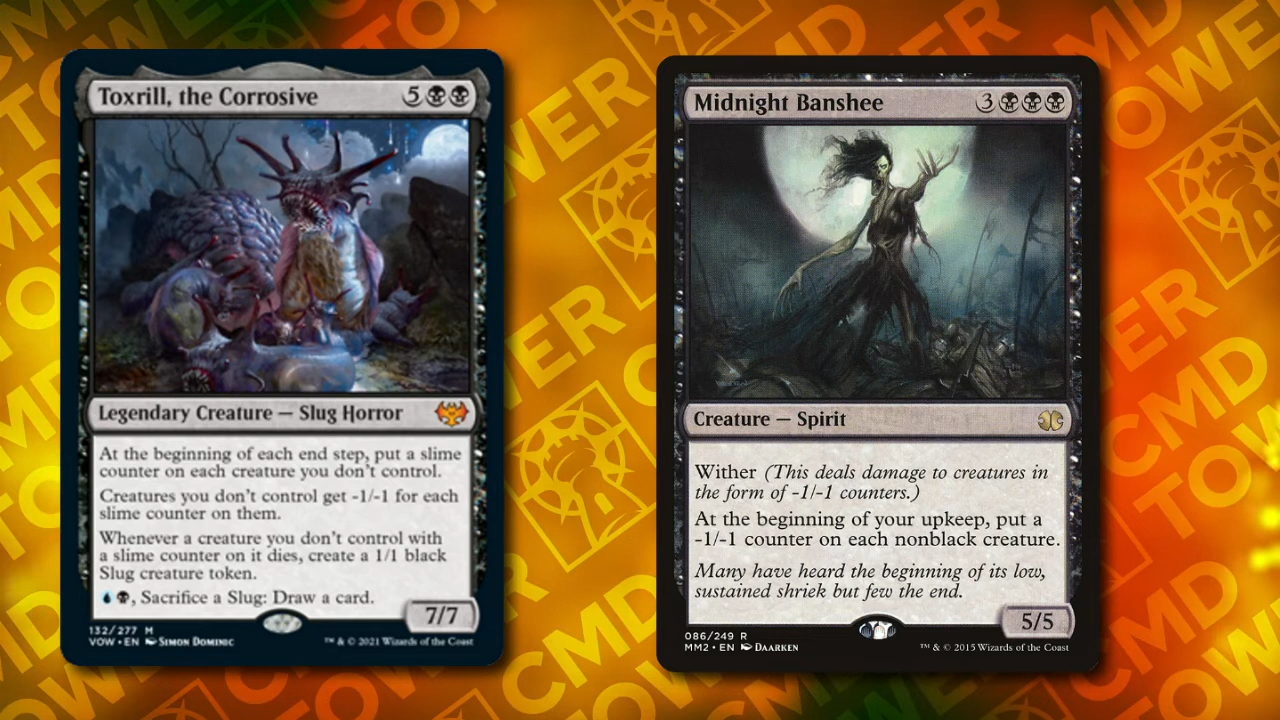 Toxrill, the Corrosive 5
Legendary Creature — Slug Horror
At the beginning of each end step, put a slime
counter on each creature you don't control.
Creatures you don't control get -1/-1 for each
slime counter on them.
Whenever a creature you don't control with
a slime counter on it dies, create a 1/1 black
Slug creature token.
, Sacrifice a Slug: Draw a card.
7/7
132/277 M
VOW • EN SIMON DOMINIC
™ & © 2021 Wizards of the Coast
Midnight Banshee 3
Creature — Spirit
Wither (This deals damage to creatures in
the form of -1/-1 counters.)
At the beginning of your upkeep, put a
-1/-1 counter on each nonblack creature.
Many have heard the beginning of its low,
sustained shriek but few the end.
5/5
086/249 R
MM2 • EN DAARKEN
™ & © 2015 Wizards of the Coast
CMD
TOWER